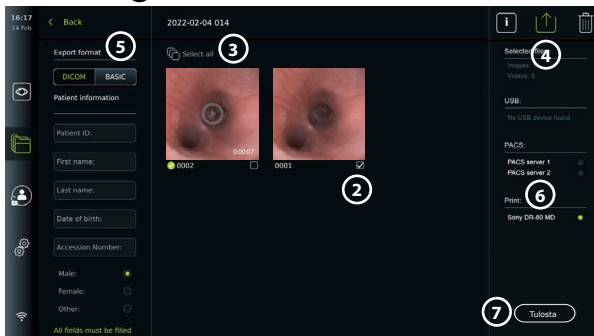 16:17
14 Feb
Back
2022-02-04 014
i
Export format
5
DICOM
BASIC
Patient information
Patient ID:
First name:
Last name:
Date of birth:
Accession Number:
Male:
Female:
Other:
All fields must be filled
Select all
3
0:00:07
0002
0001
2
4
Selected files
Images:
Videos: 0
USB:
No USB device found
PACS:
PACS server 1
PACS server 2
6
Print:
Sony DR-80 MD
7
Tulosta